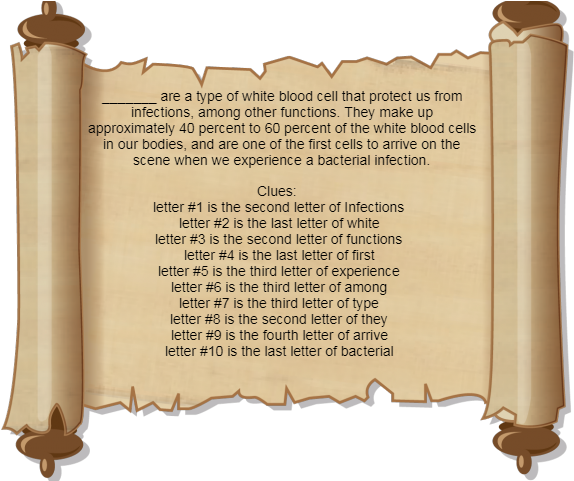 _______ are a type of white blood cell that protect us from
infections, among other functions. They make up
approximately 40 percent to 60 percent of the white blood cells
in our bodies, and are one of the first cells to arrive on the
scene when we experience a bacterial infection.
Clues:
letter #1 is the second letter of Infections
letter #2 is the last letter of white
letter #3 is the second letter of functions
letter #4 is the last letter of first
letter #5 is the third letter of experience
letter #6 is the third letter of among
letter #7 is the third letter of type
letter #8 is the second letter of they
letter #9 is the fourth letter of arrive
letter #10 is the last letter of bacterial